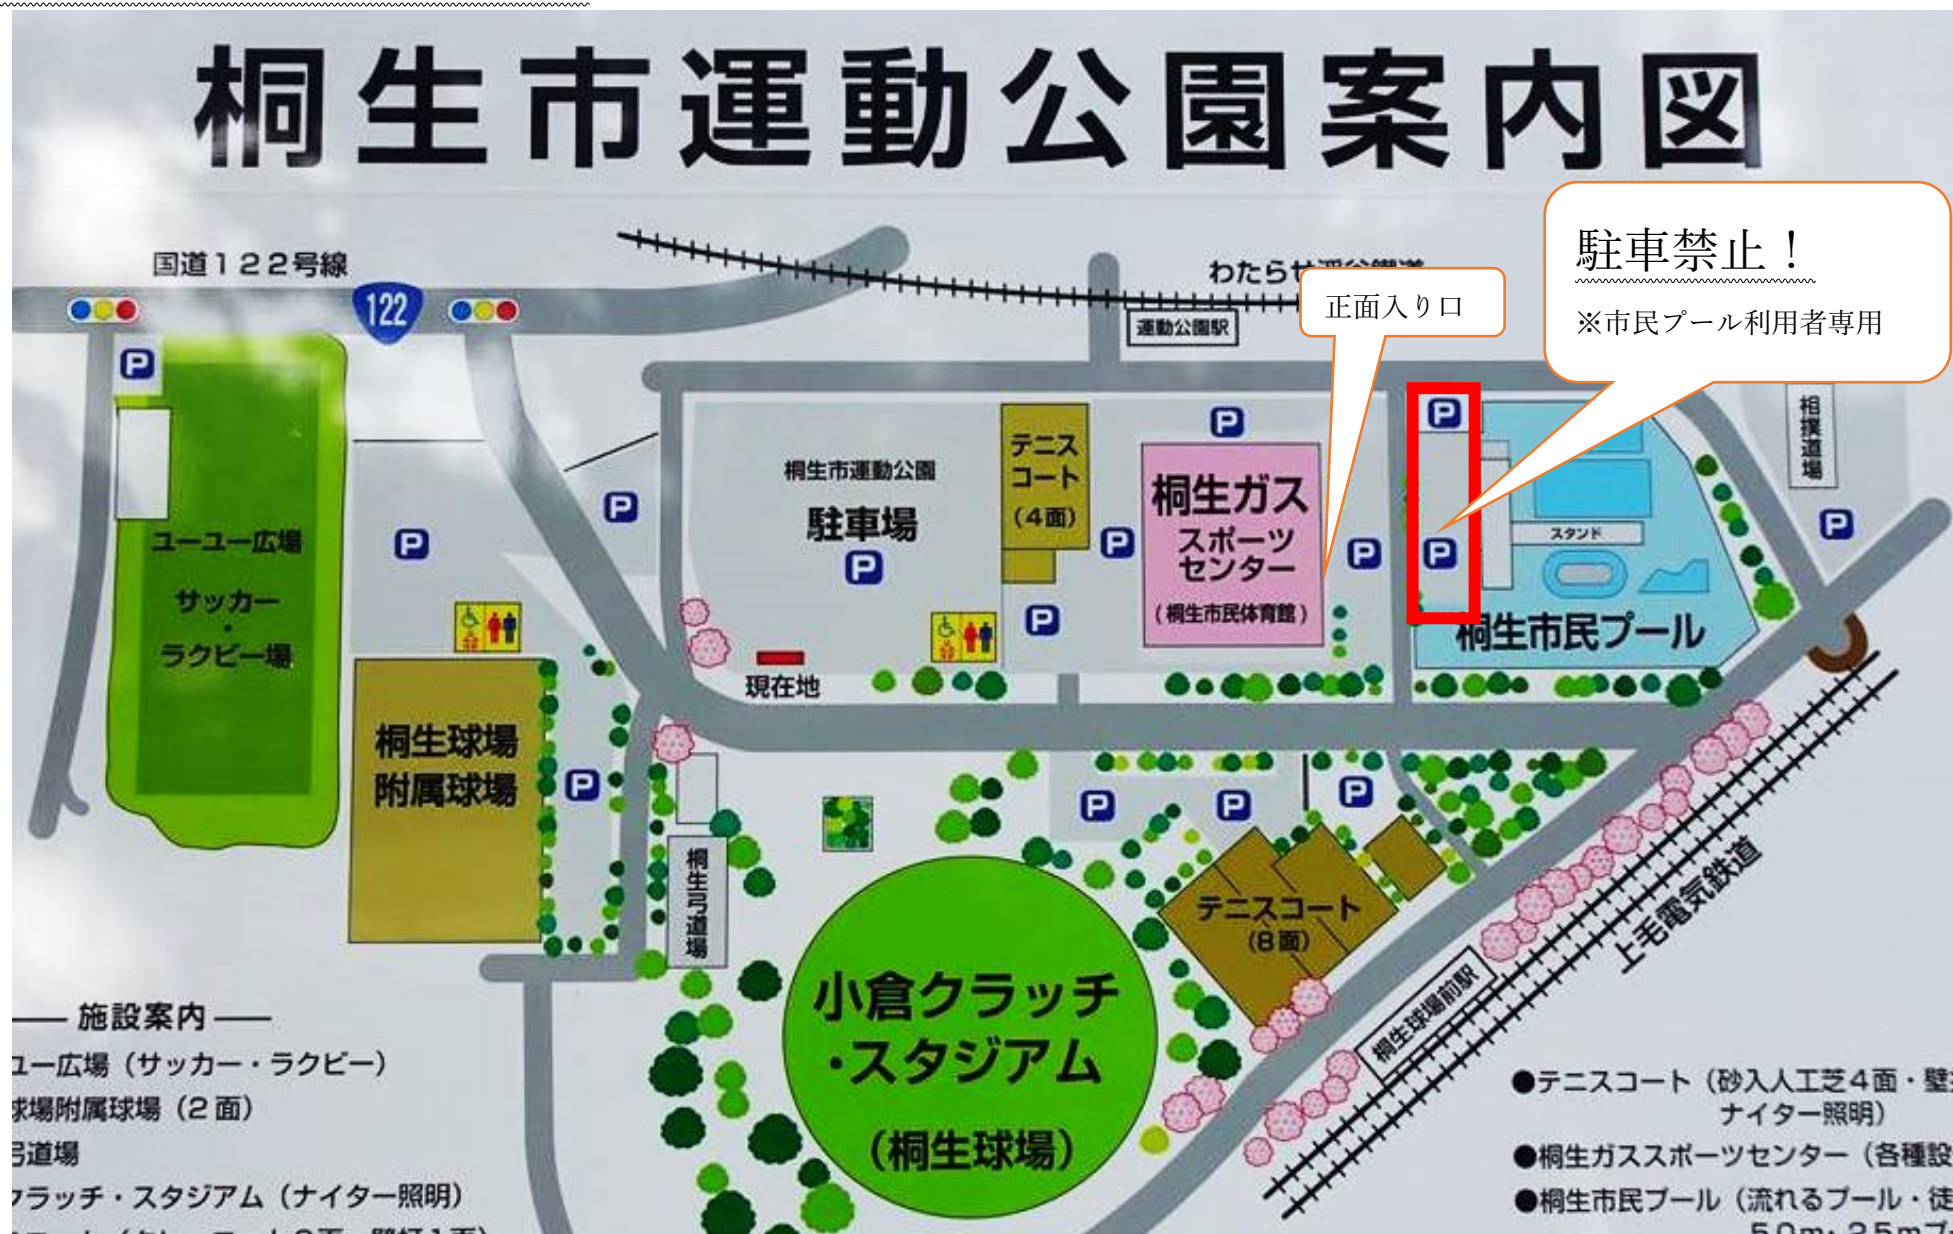 桐生市運動公園案内図
駐車禁止！
※市民プール利用者専用
国道122号線
122
わたらせ渓谷鐵道
正面入り口
運動公園駅
P
相撲道場
P
P
テニス
コート
(4面)
桐生市運動公園
駐車場
P
桐生ガス
スポーツ
センター
(桐生市民体育館)
P
P
P
P
P
P
P
スタンド
桐生市民プール
ユーユー広場
サッカー
・
ラグビー場
現在地
桐生球場
附属球場
P
P
P
P
桐生弓道場
テニスコート
(8面)
上毛電気鉄道
桐生球場前駅
小倉クラッチ
・スタジアム
(桐生球場)
施設案内
ユー広場（サッカー・ラグビー）
球場附属球場（2面）
弓道場
クラッチ・スタジアム（ナイター照明）
●テニスコート（砂入人工芝4面・壁
ナイター照明）
●桐生ガススポーツセンター（各種設
●桐生市民プール（流れるプール・徒